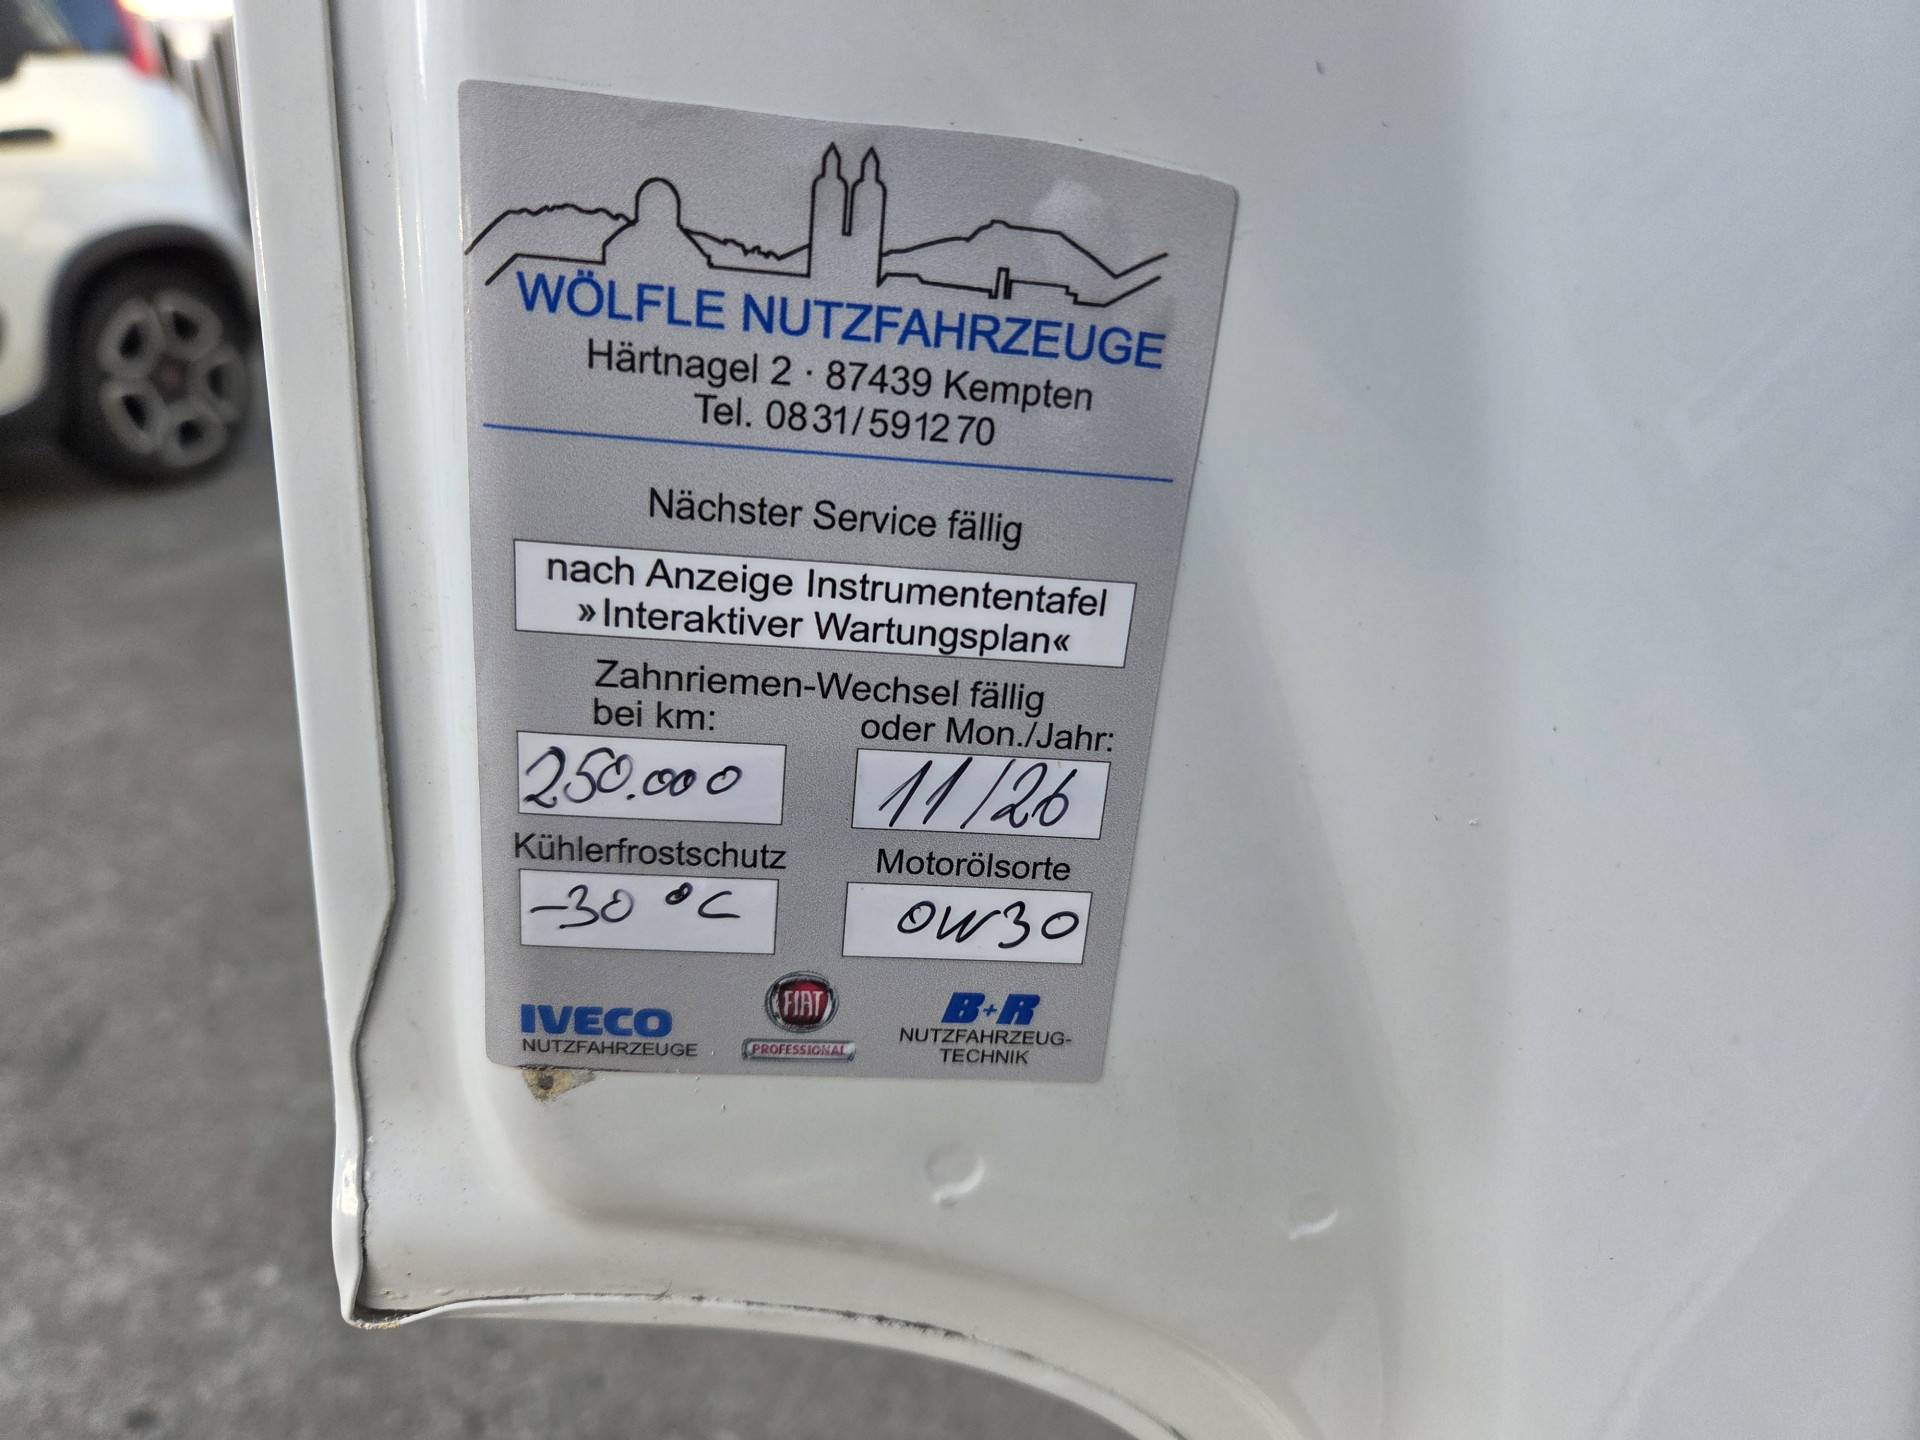 WÖLFLE NUTZFAHRZEUGE
Härtnagel 2 · 87439 Kempten
Tel. 0831/591270
Nächster Service fällig
nach Anzeige Instrumententafel
»Interaktiver Wartungsplan«
Zahnriemen-Wechsel fällig
bei km: oder Mon./Jahr:
250.000 11/26
Kühlerfrostschutz Motorölsorte
-30 °C 0W30
IVECO FIAT B+R
NUTZFAHRZEUGE PROFESSIONAL NUTZFAHRZEUG-
TECHNIK